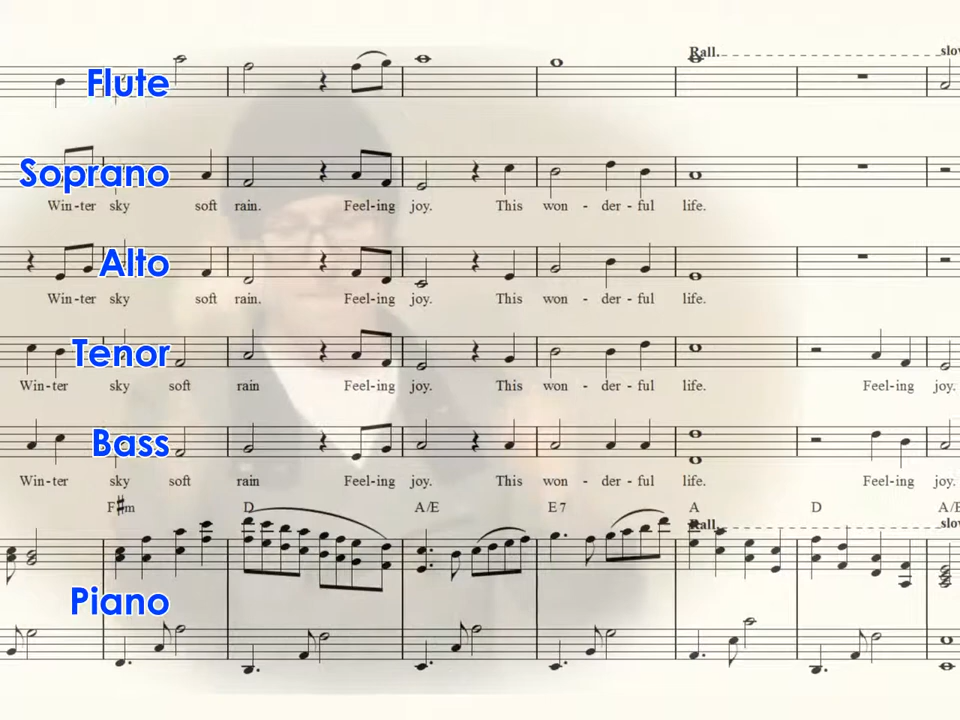 Rall. slow
Flute
Soprano
Win-ter sky soft rain. Feel-ing joy. This won - der - ful life.
Alto
Win-ter sky soft rain. Feel-ing joy. This won - der - ful life.
Tenor
Win-ter sky soft rain Feel-ing joy. This won - der - ful life. Feel-ing joy.
Bass
Win-ter sky soft rain Feel-ing joy. This won - der - ful life. Feel-ing joy.
F#m D A/E E7 A D A/E
Rall. slow
Piano